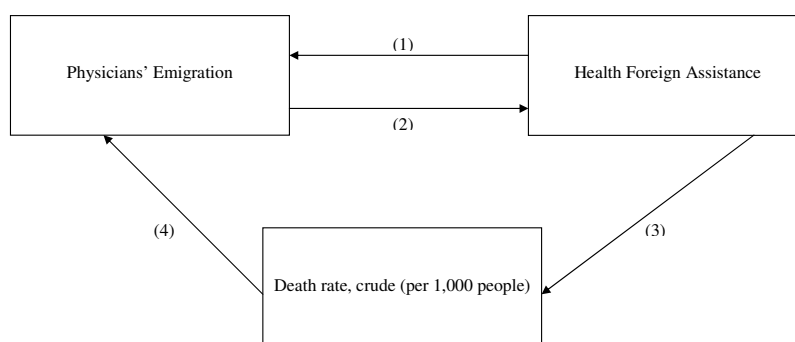 (1)
Physicians’ Emigration
Health Foreign Assistance
(2)
(4)
(3)
Death rate, crude (per 1,000 people)